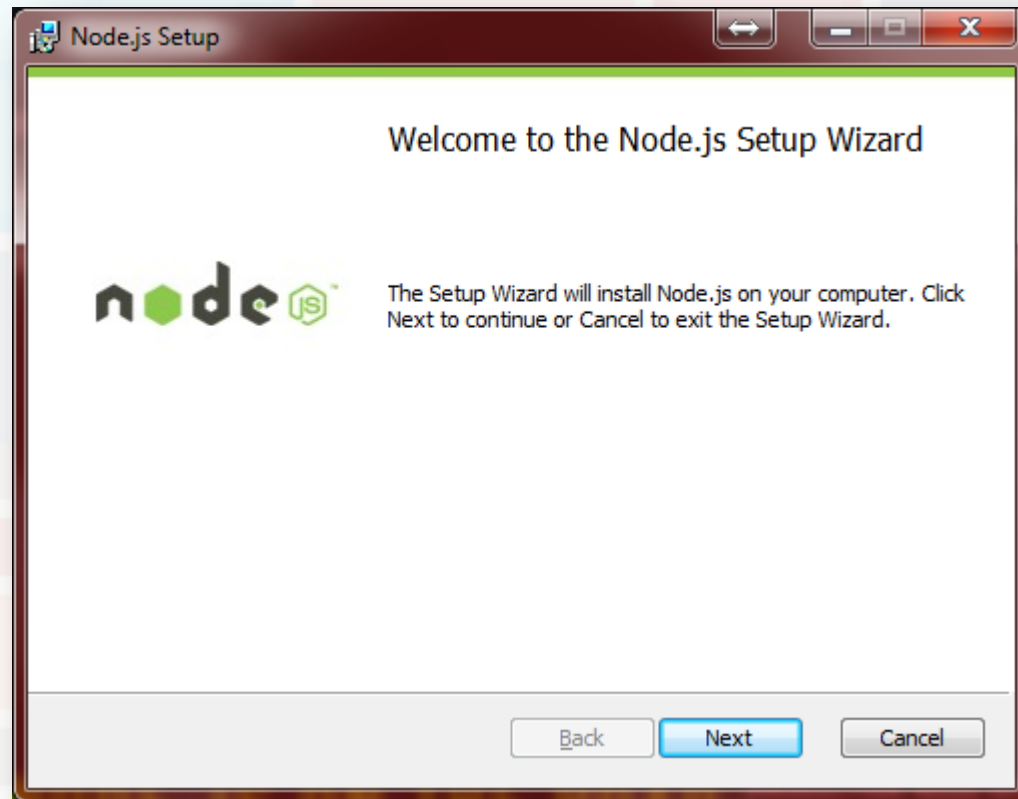 Node.js Setup
Welcome to the Node.js Setup Wizard
node JS™
The Setup Wizard will install Node.js on your computer. Click
Next to continue or Cancel to exit the Setup Wizard.
Back Next Cancel